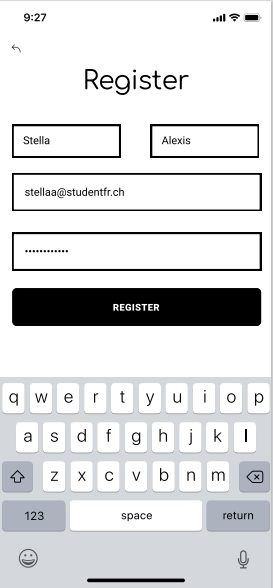 9:27
Register
Stella Alexis
stellaa@studentfr.ch
••••••••••••
REGISTER
q w e r t y u i o p
a s d f g h j k l
z x c v b n m
123 space return